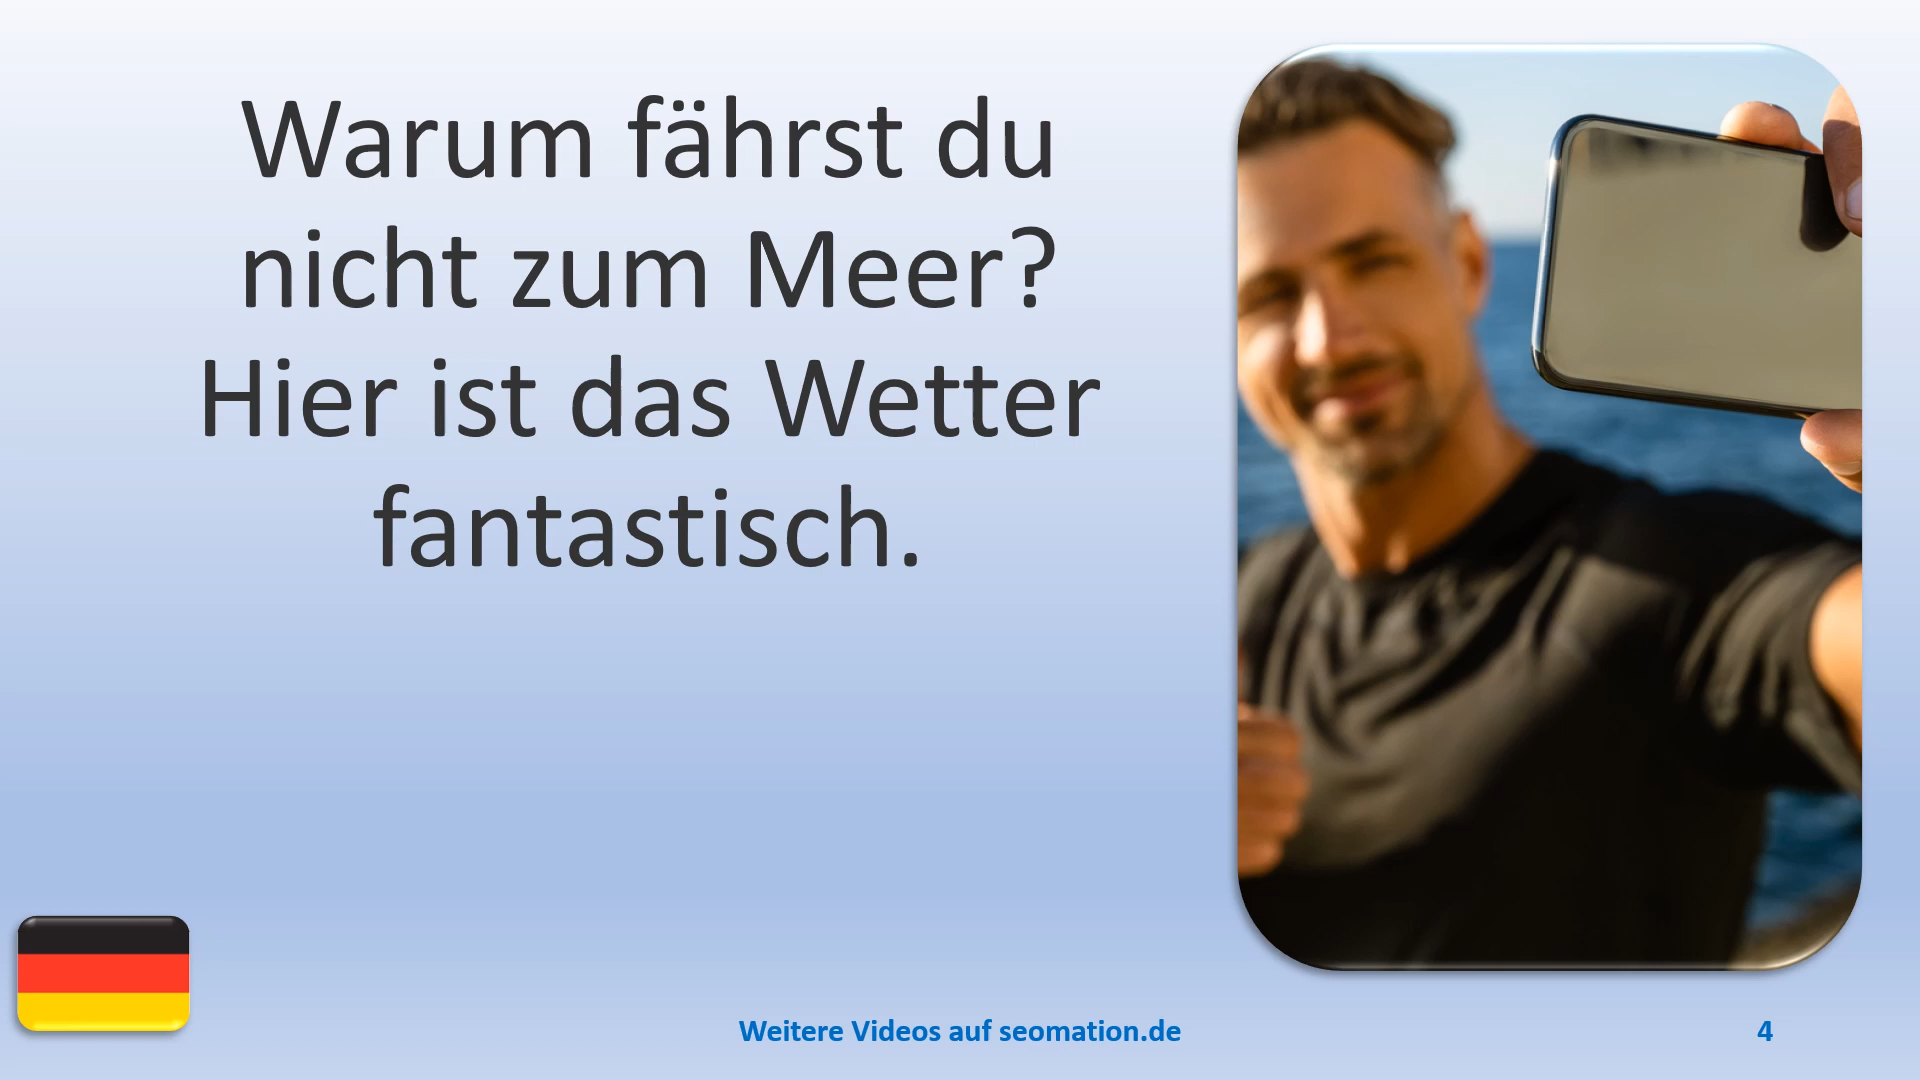 Warum fährst du
nicht zum Meer?
Hier ist das Wetter
fantastisch.
Weitere Videos auf seomation.de
4